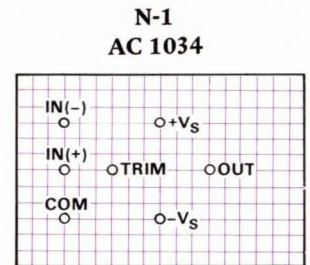 N-1
AC 1034
IN(−)
+VS
IN(+)
TRIM
OUT
COM
−VS